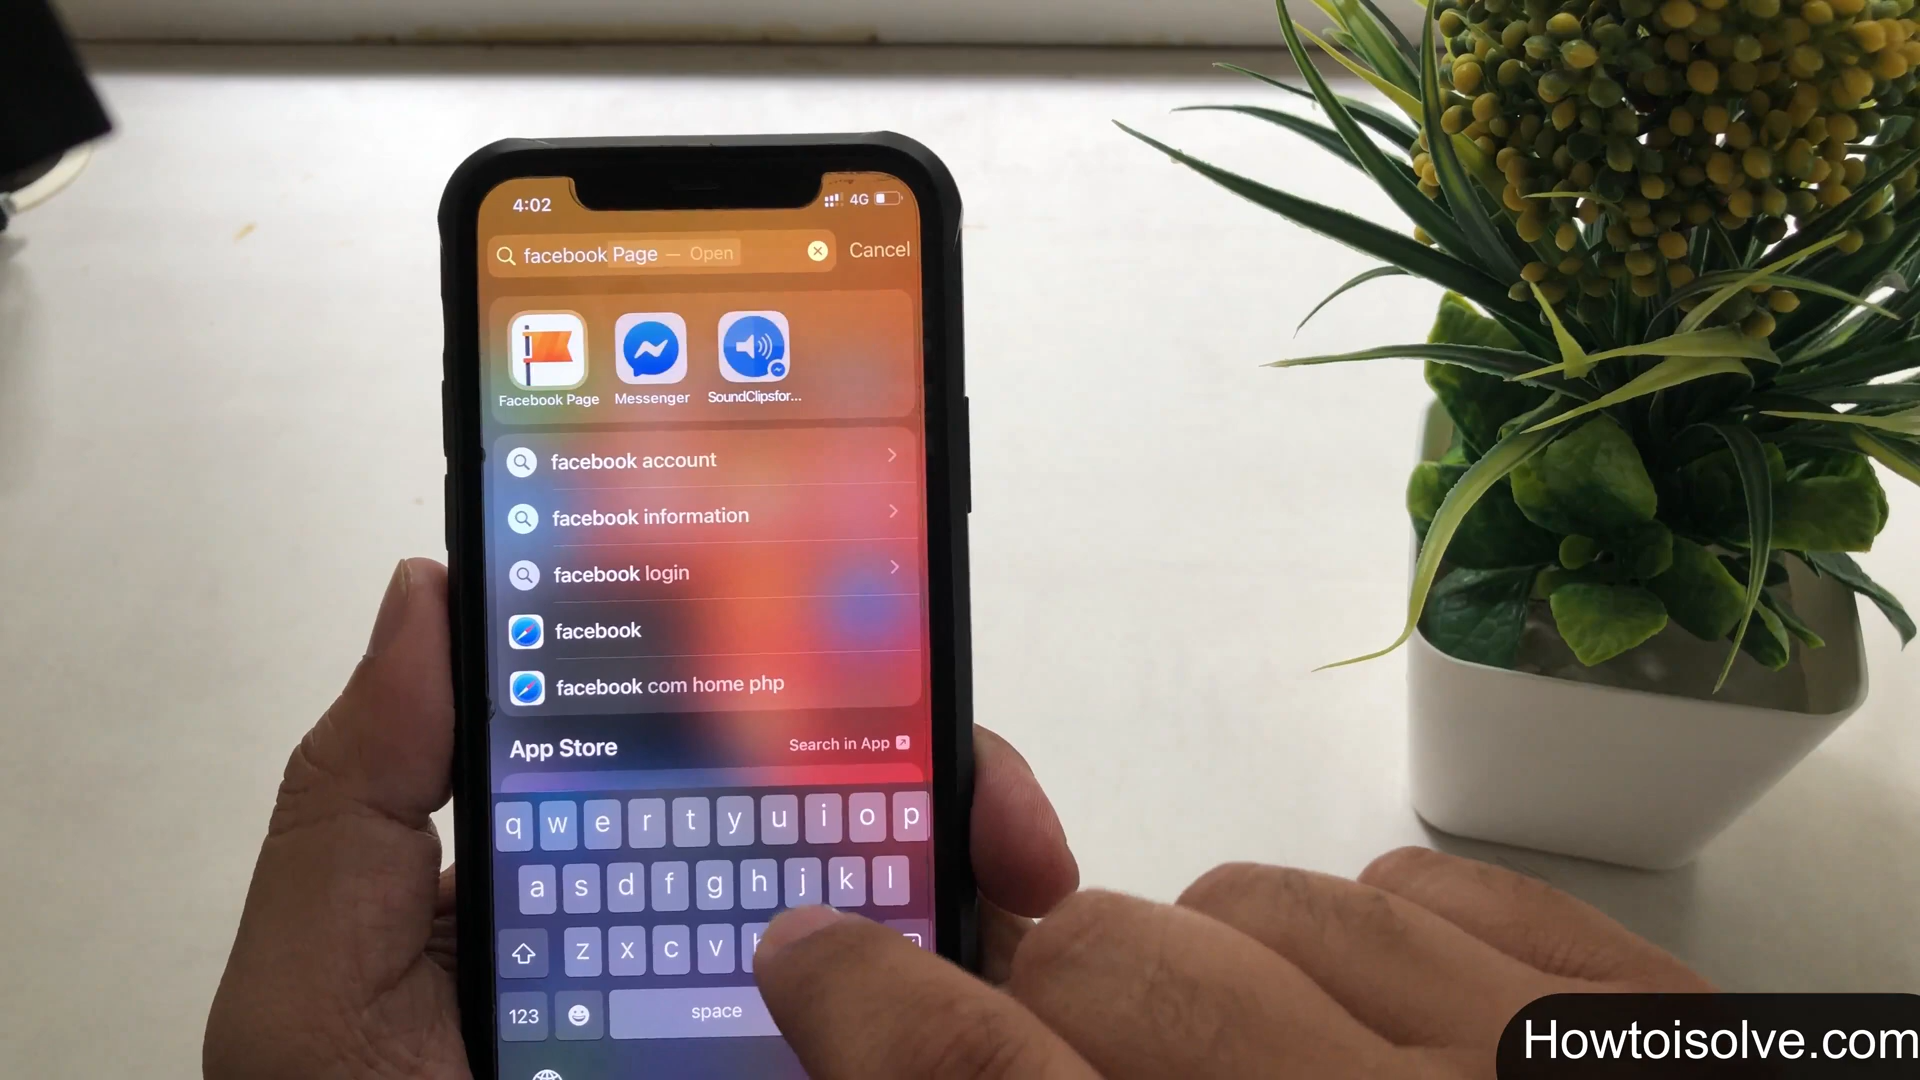 4:02 4G
facebook Page — Open Cancel
Facebook Page Messenger SoundClipsfor...
facebook account
facebook information
facebook login
facebook
facebook com home php
App Store Search in App
q w e r t y u i o p
a s d f g h j k l
z x c v
123 space
Howtoisolve.com